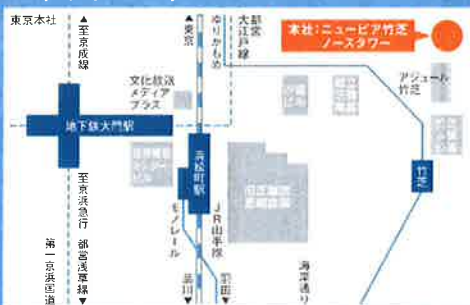 東京本社
▲至京成線
▲東京
ゆりかもめ
都営
大江戸線
本社：ニューピア竹芝
ノースタワー
文化放送
メディア
プラス
アジュール
竹芝
地下鉄大門駅
浜松町駅
竹芝
至京浜急行
都営浅草線▼
第一京浜国道
モノレール
JR山手線
品川▼
羽田▼
海岸通り